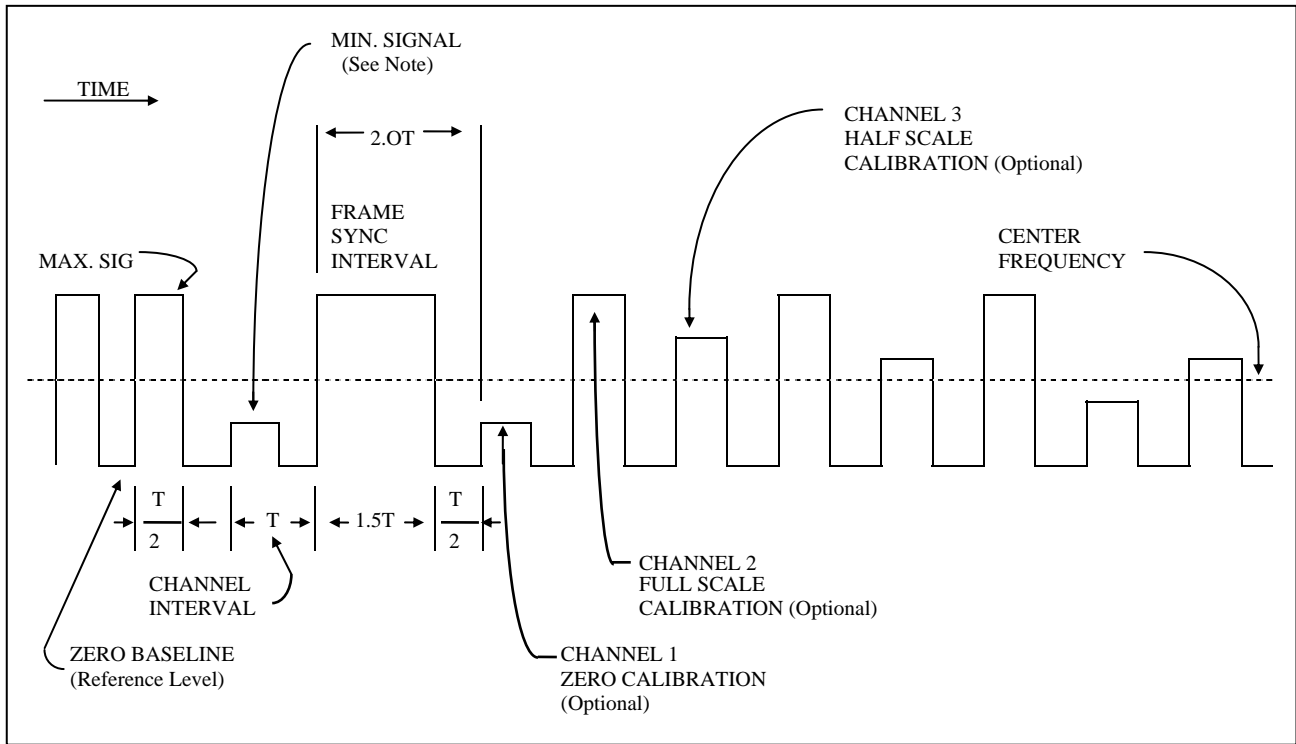 MIN. SIGNAL
(See Note)
TIME
2.OT
CHANNEL 3
HALF SCALE
CALIBRATION (Optional)
FRAME
SYNC
INTERVAL
CENTER
FREQUENCY
MAX. SIG
T
2
T
1.5T
T
2
CHANNEL
INTERVAL
CHANNEL 2
FULL SCALE
CALIBRATION (Optional)
ZERO BASELINE
(Reference Level)
CHANNEL 1
ZERO CALIBRATION
(Optional)